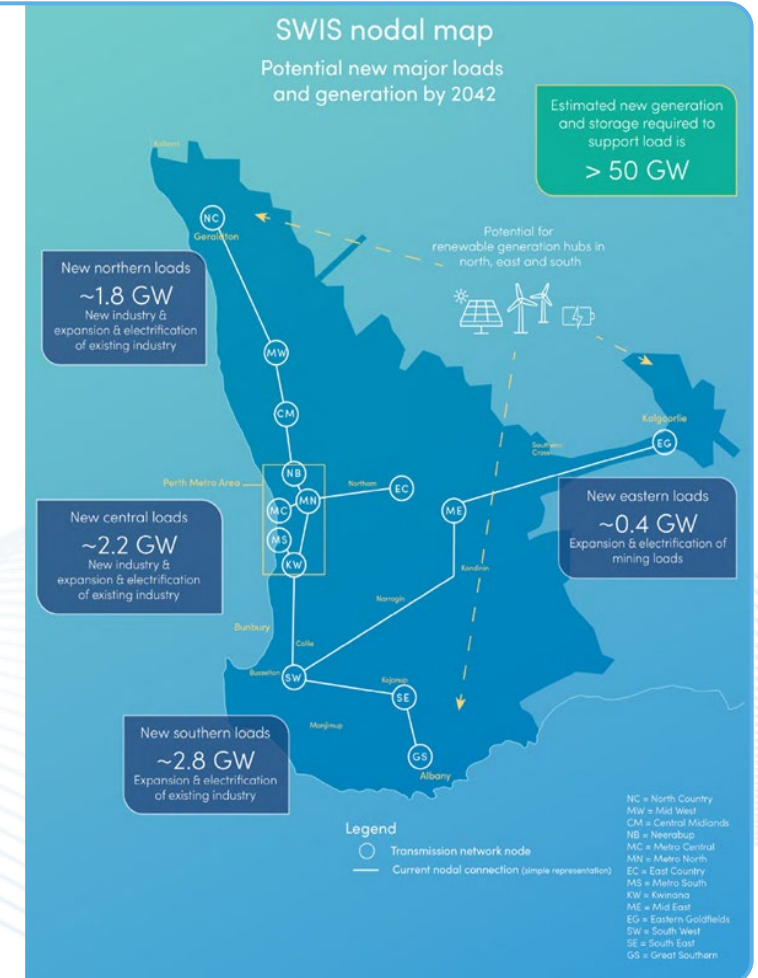 SWIS nodal map
Potential new major loads
and generation by 2042
Estimated new generation
and storage required to
support load is
> 50 GW
Kalbarri
NC
Geraldton
Potential for
renewable generation hubs in
north, east and south
New northern loads
~1.8 GW
New industry &
expansion & electrification
of existing industry
MW
CM
Kalgoorlie
EG
Southern
Cross
NB
Perth Metro Area
Northam
EC
MN
MC
ME
New central loads
~2.2 GW
New industry &
expansion & electrification
of existing industry
New eastern loads
~0.4 GW
Expansion & electrification of
mining loads
MS
KW
Kondinin
Narrogin
Bunbury
Collie
Busselton
SW
Kojonup
SE
Manjimup
GS
Albany
New southern loads
~2.8 GW
Expansion & electrification
of existing industry
Legend
Transmission network node
Current nodal connection (simple representation)
NC = North Country
MW = Mid West
CM = Central Midlands
NB = Neerabup
MC = Metro Central
MN = Metro North
EC = East Country
MS = Metro South
KW = Kwinana
ME = Mid East
EG = Eastern Goldfields
SW = South West
SE = South East
GS = Great Southern